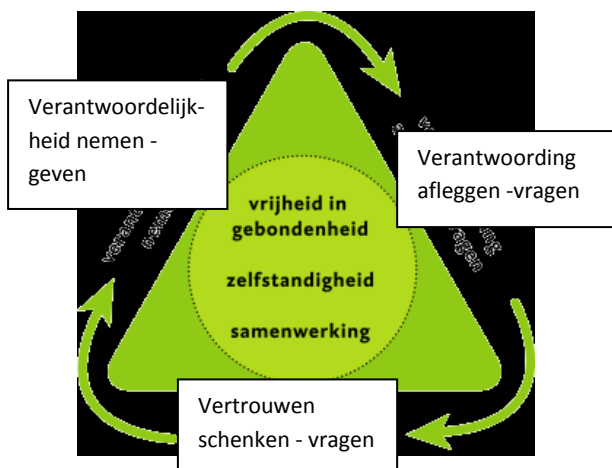 Verantwoordelijk-
heid nemen -
geven
Verantwoording
afleggen -vragen
vrijheid in
gebondenheid
zelfstandigheid
samenwerking
Vertrouwen
schenken - vragen